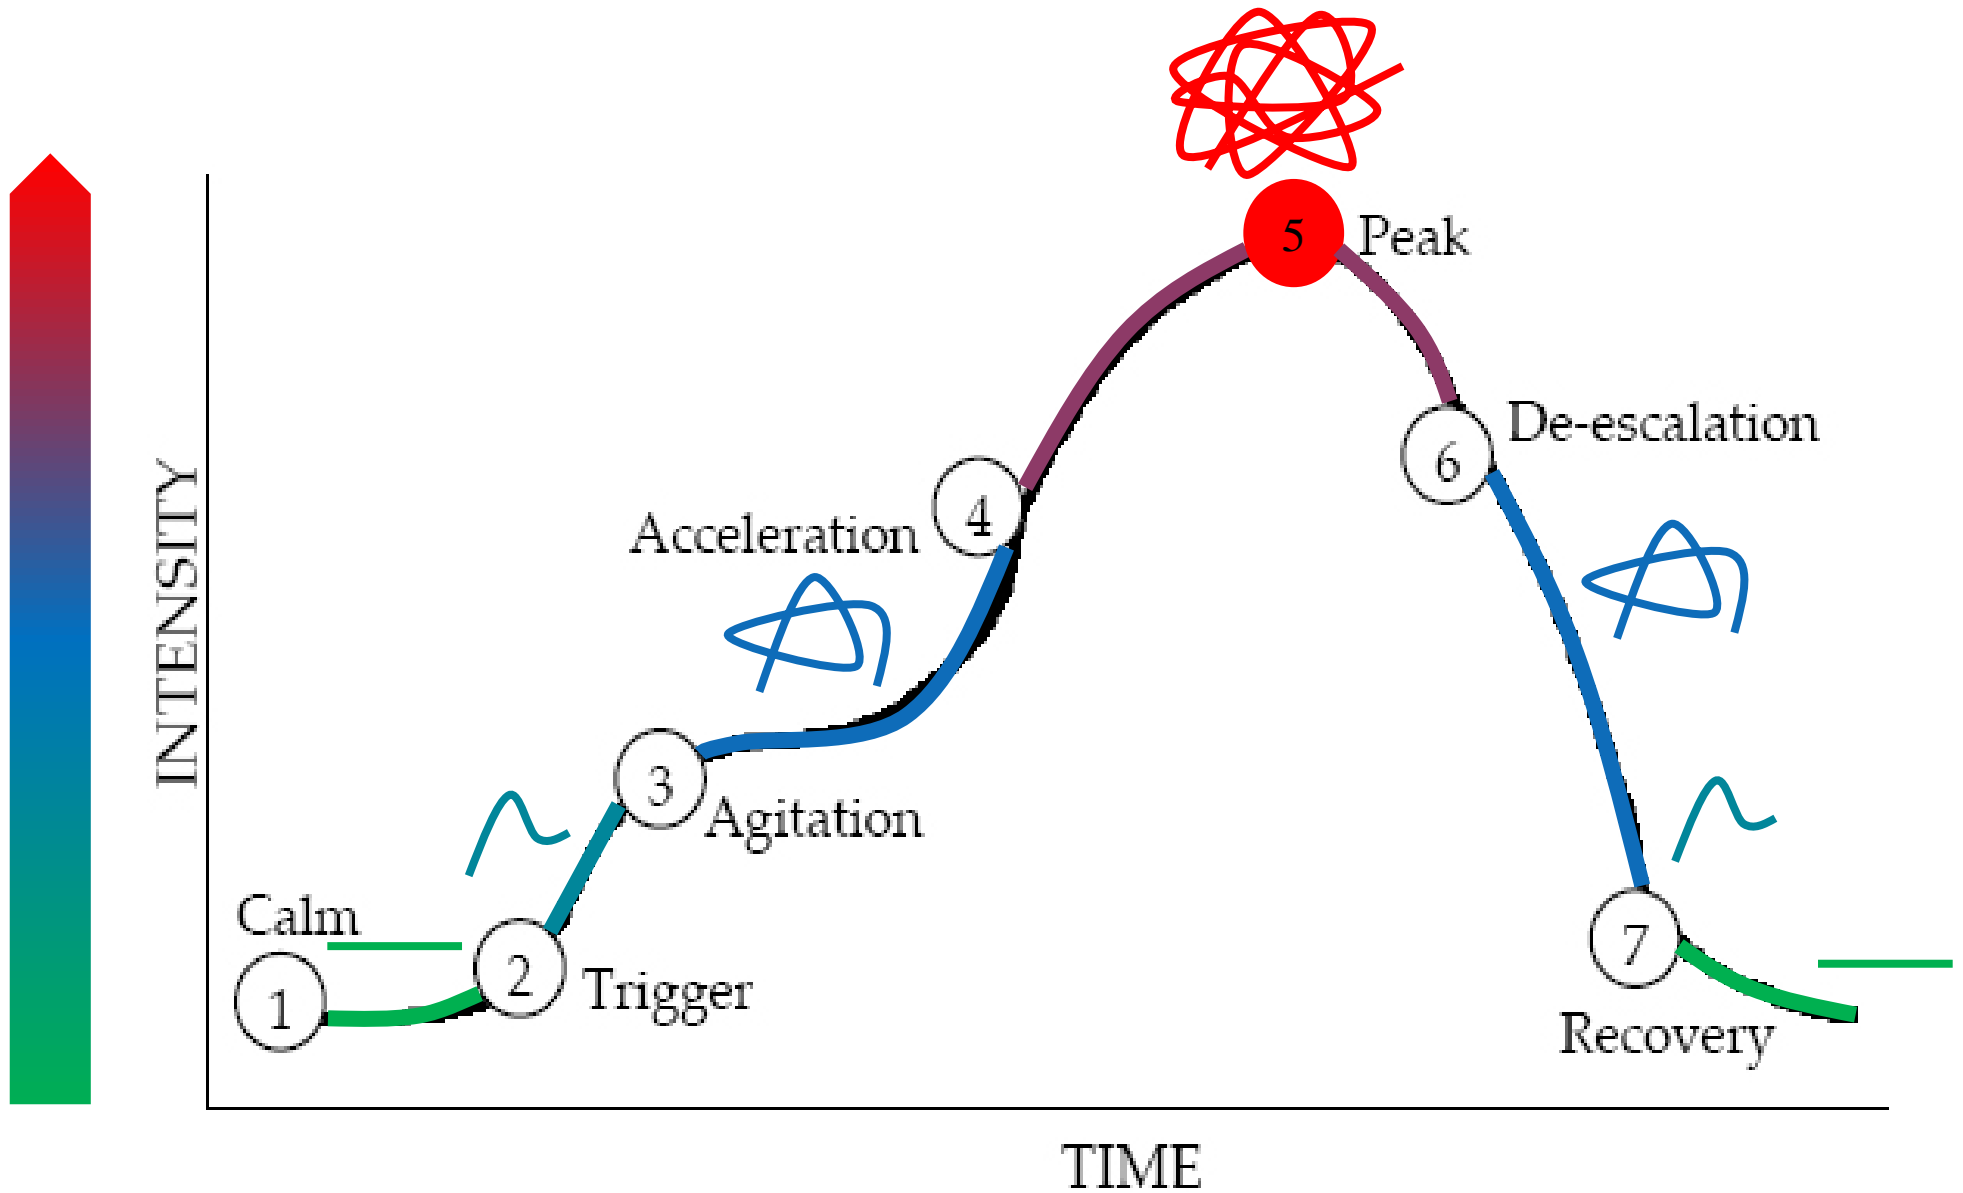 5
Peak
De-escalation
6
4
Acceleration
INTENSITY
3
Agitation
Calm
2
Trigger
1
7
Recovery
TIME